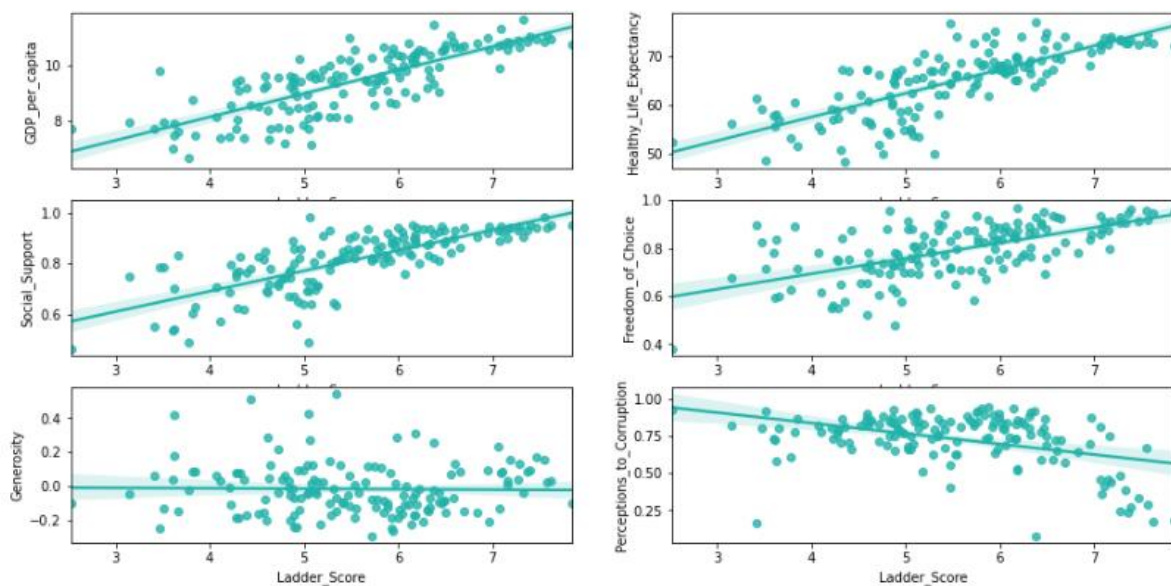 GDP_per_capita
10
8
3 4 5 6 7
Healthy_Life_Expectancy
70
60
50
3 4 5 6 7
Social_Support
1.0
0.8
0.6
3 4 5 6 7
Freedom_of_Choice
1.0
0.8
0.6
0.4
3 4 5 6 7
Generosity
0.4
0.2
0.0
−0.2
3 4 5 6 7
Ladder_Score
Perceptions_to_Corruption
1.00
0.75
0.50
0.25
3 4 5 6 7
Ladder_Score